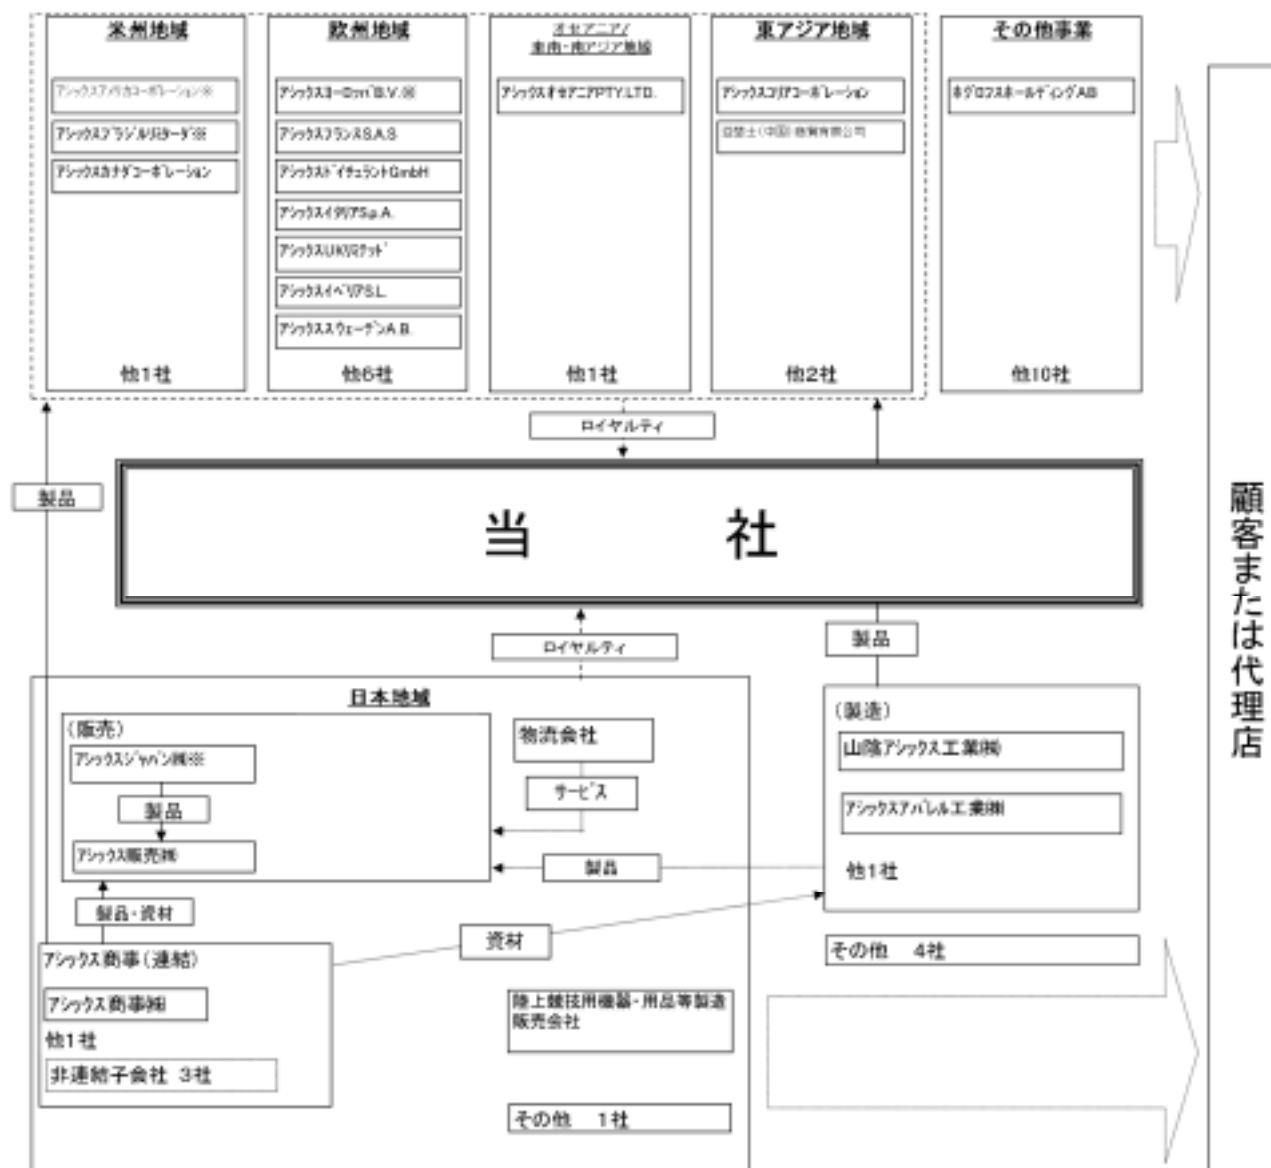 米州地域
アシックスアメリカコーポレーション※
アシックスブラジルリミターダ※
アシックスカナダコーポレーション
他1社
欧州地域
アシックスヨーロッパB.V.※
アシックスフランスS.A.S
アシックスドイチュラントGmbH
アシックスイタリアS.p.A.
アシックスUKリミテッド
アシックスイベリアS.L.
アシックススウェーデンA.B.
他6社
オセアニア/
東南・南アジア地域
アシックスオセアニアPTY.LTD.
他1社
東アジア地域
アシックスコリアコーポレーション
亞瑟士(中国)商貿有限公司
他2社
その他事業
ホグロフスホールディングAB
他10社
ロイヤルティ
製品
当 社
顧客または代理店
ロイヤルティ
製品
日本地域
(販売)
アシックスジャパン㈱※
製品
アシックス販売㈱
物流会社
サービス
製品
(製造)
山陰アシックス工業㈱
アシックスアパレル工業㈱
他1社
製品・資材
資材
その他 4社
アシックス商事(連結)
アシックス商事㈱
他1社
非連結子会社 3社
陸上競技用機器・用品等製造
販売会社
その他 1社